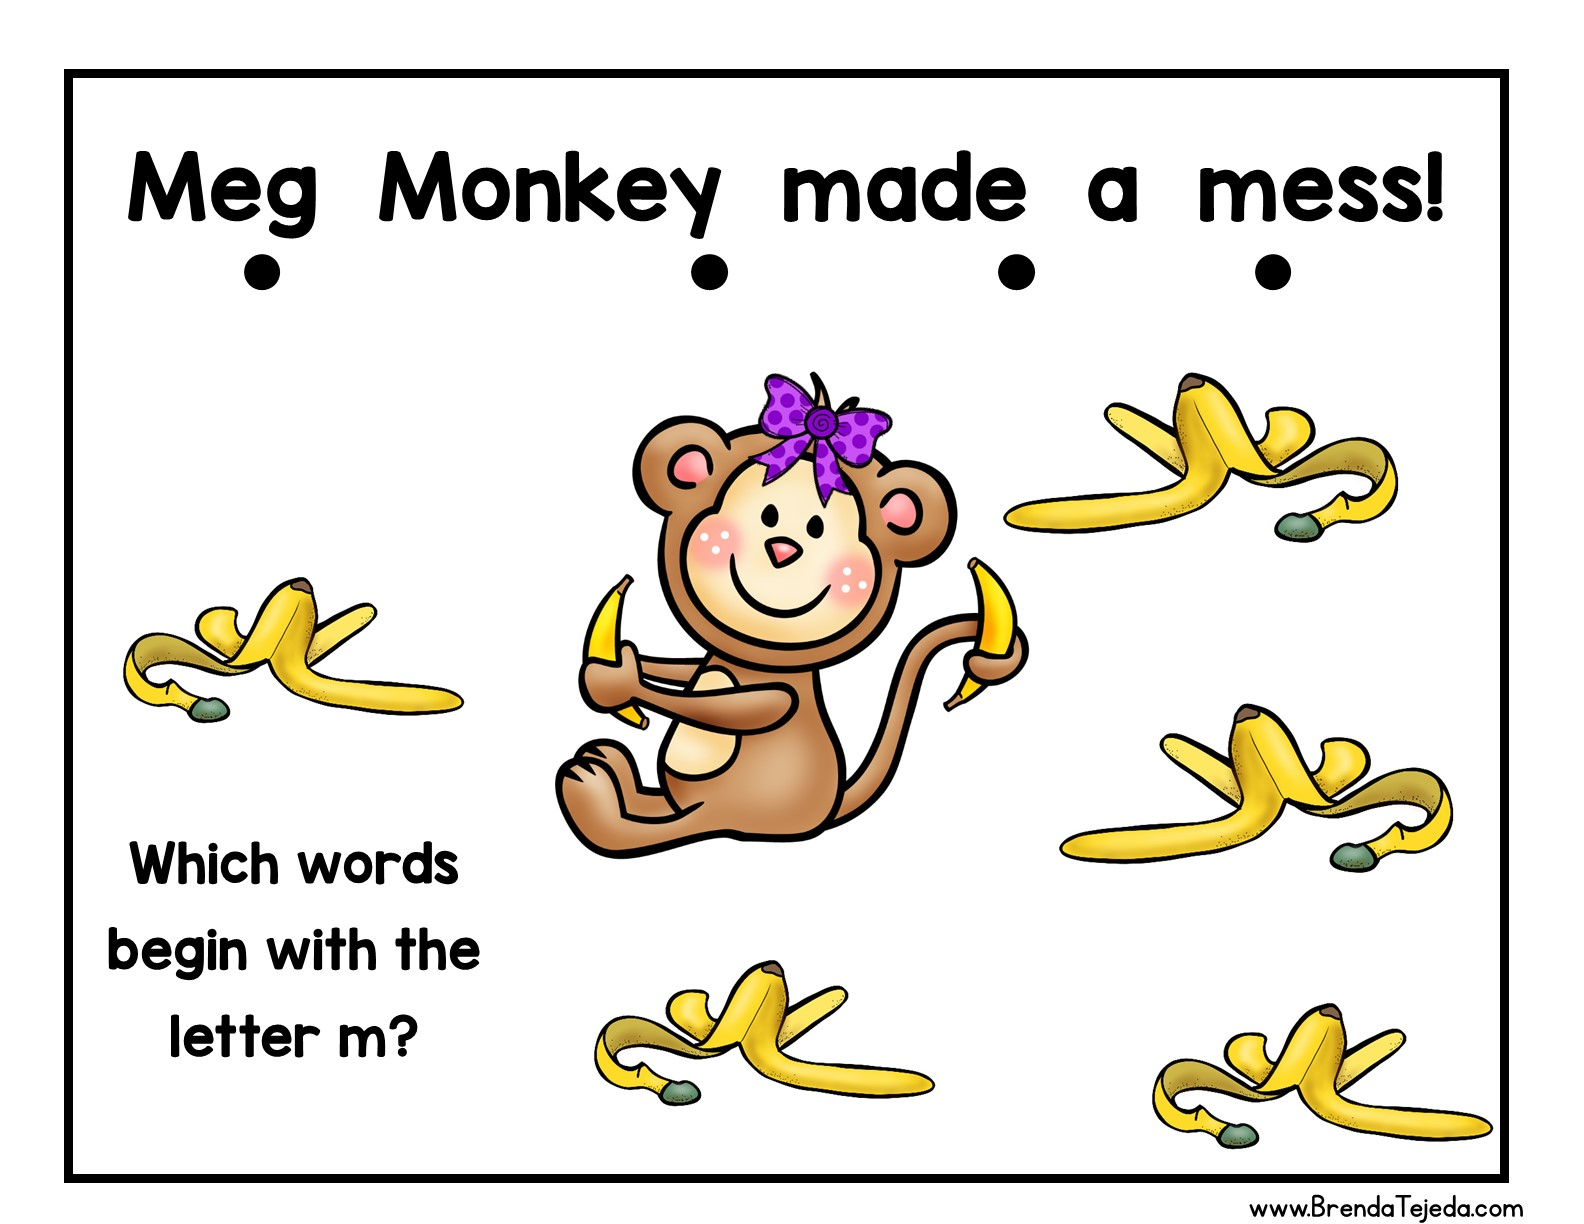 Meg Monkey made a mess!
Which words
begin with the
letter m?
www.BrendaTejeda.com